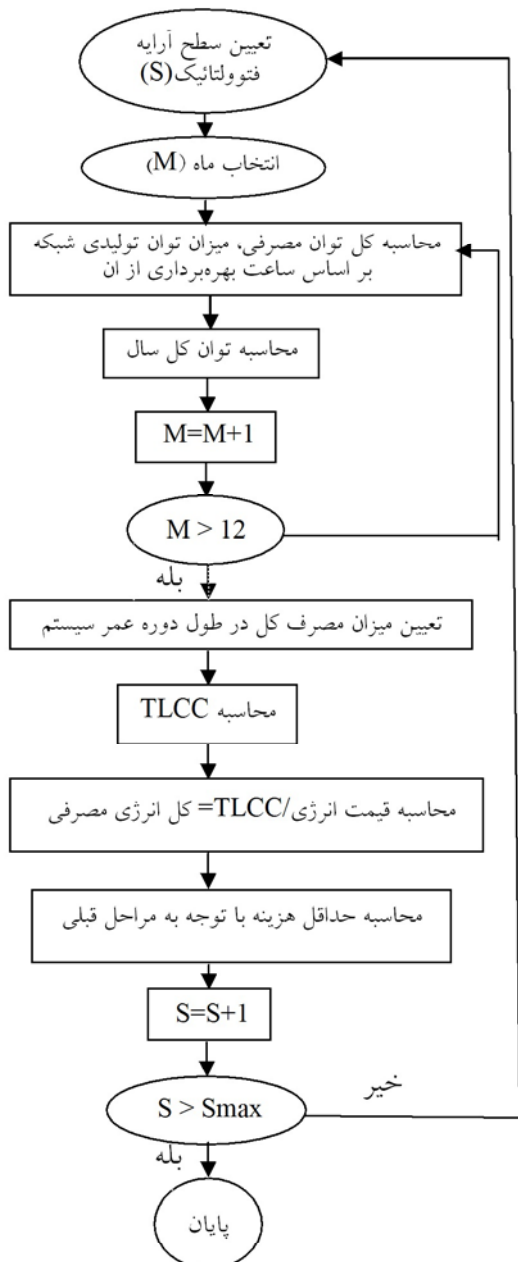 تعیین سطح آرایه
فتوولتائیک(S)
انتخاب ماه (M)
محاسبه کل توان مصرفی، میزان توان تولیدی شبکه
بر اساس ساعت بهره‌برداری از ان
محاسبه توان کل سال
M=M+1
M > 12
بله
تعیین میزان مصرف کل در طول دوره عمر سیستم
محاسبه TLCC
محاسبه قیمت انرژی/TLCC= کل انرژی مصرفی
محاسبه حداقل هزینه با توجه به مراحل قبلی
S=S+1
خیر
S > Smax
بله
پایان